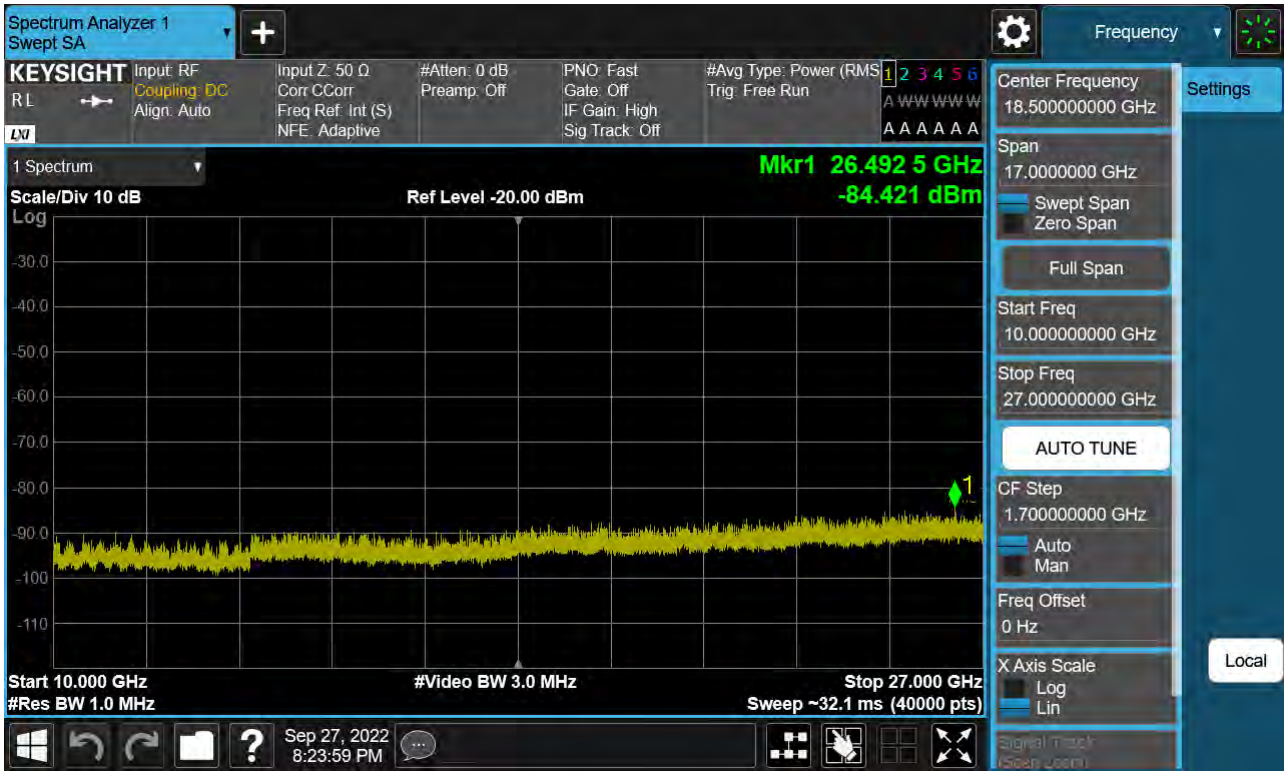 Spectrum Analyzer 1
Swept SA
+
Frequency
KEYSIGHT
RL
LXI
Input: RF
Coupling: DC
Align: Auto
Input Z: 50 Ω
Corr CCorr
Freq Ref: Int (S)
NFE: Adaptive
#Atten: 0 dB
Preamp: Off
PNO: Fast
Gate: Off
IF Gain: High
Sig Track: Off
#Avg Type: Power (RMS
Trig: Free Run
1 2 3 4 5 6
A W W W W W
A A A A A A
Center Frequency
18.500000000 GHz
Settings
Span
17.0000000 GHz
Swept Span
Zero Span
Full Span
Start Freq
10.000000000 GHz
Stop Freq
27.000000000 GHz
AUTO TUNE
CF Step
1.700000000 GHz
Auto
Man
Freq Offset
0 Hz
X Axis Scale
Log
Lin
Signal Track
(Span Zoom)
Local
1 Spectrum
Mkr1 26.492 5 GHz
-84.421 dBm
Scale/Div 10 dB
Ref Level -20.00 dBm
Log
-30.0
-40.0
-50.0
-60.0
-70.0
-80.0
-90.0
-100
-110
1
Start 10.000 GHz
#Video BW 3.0 MHz
Stop 27.000 GHz
#Res BW 1.0 MHz
Sweep ~32.1 ms (40000 pts)
?
Sep 27, 2022
8:23:59 PM